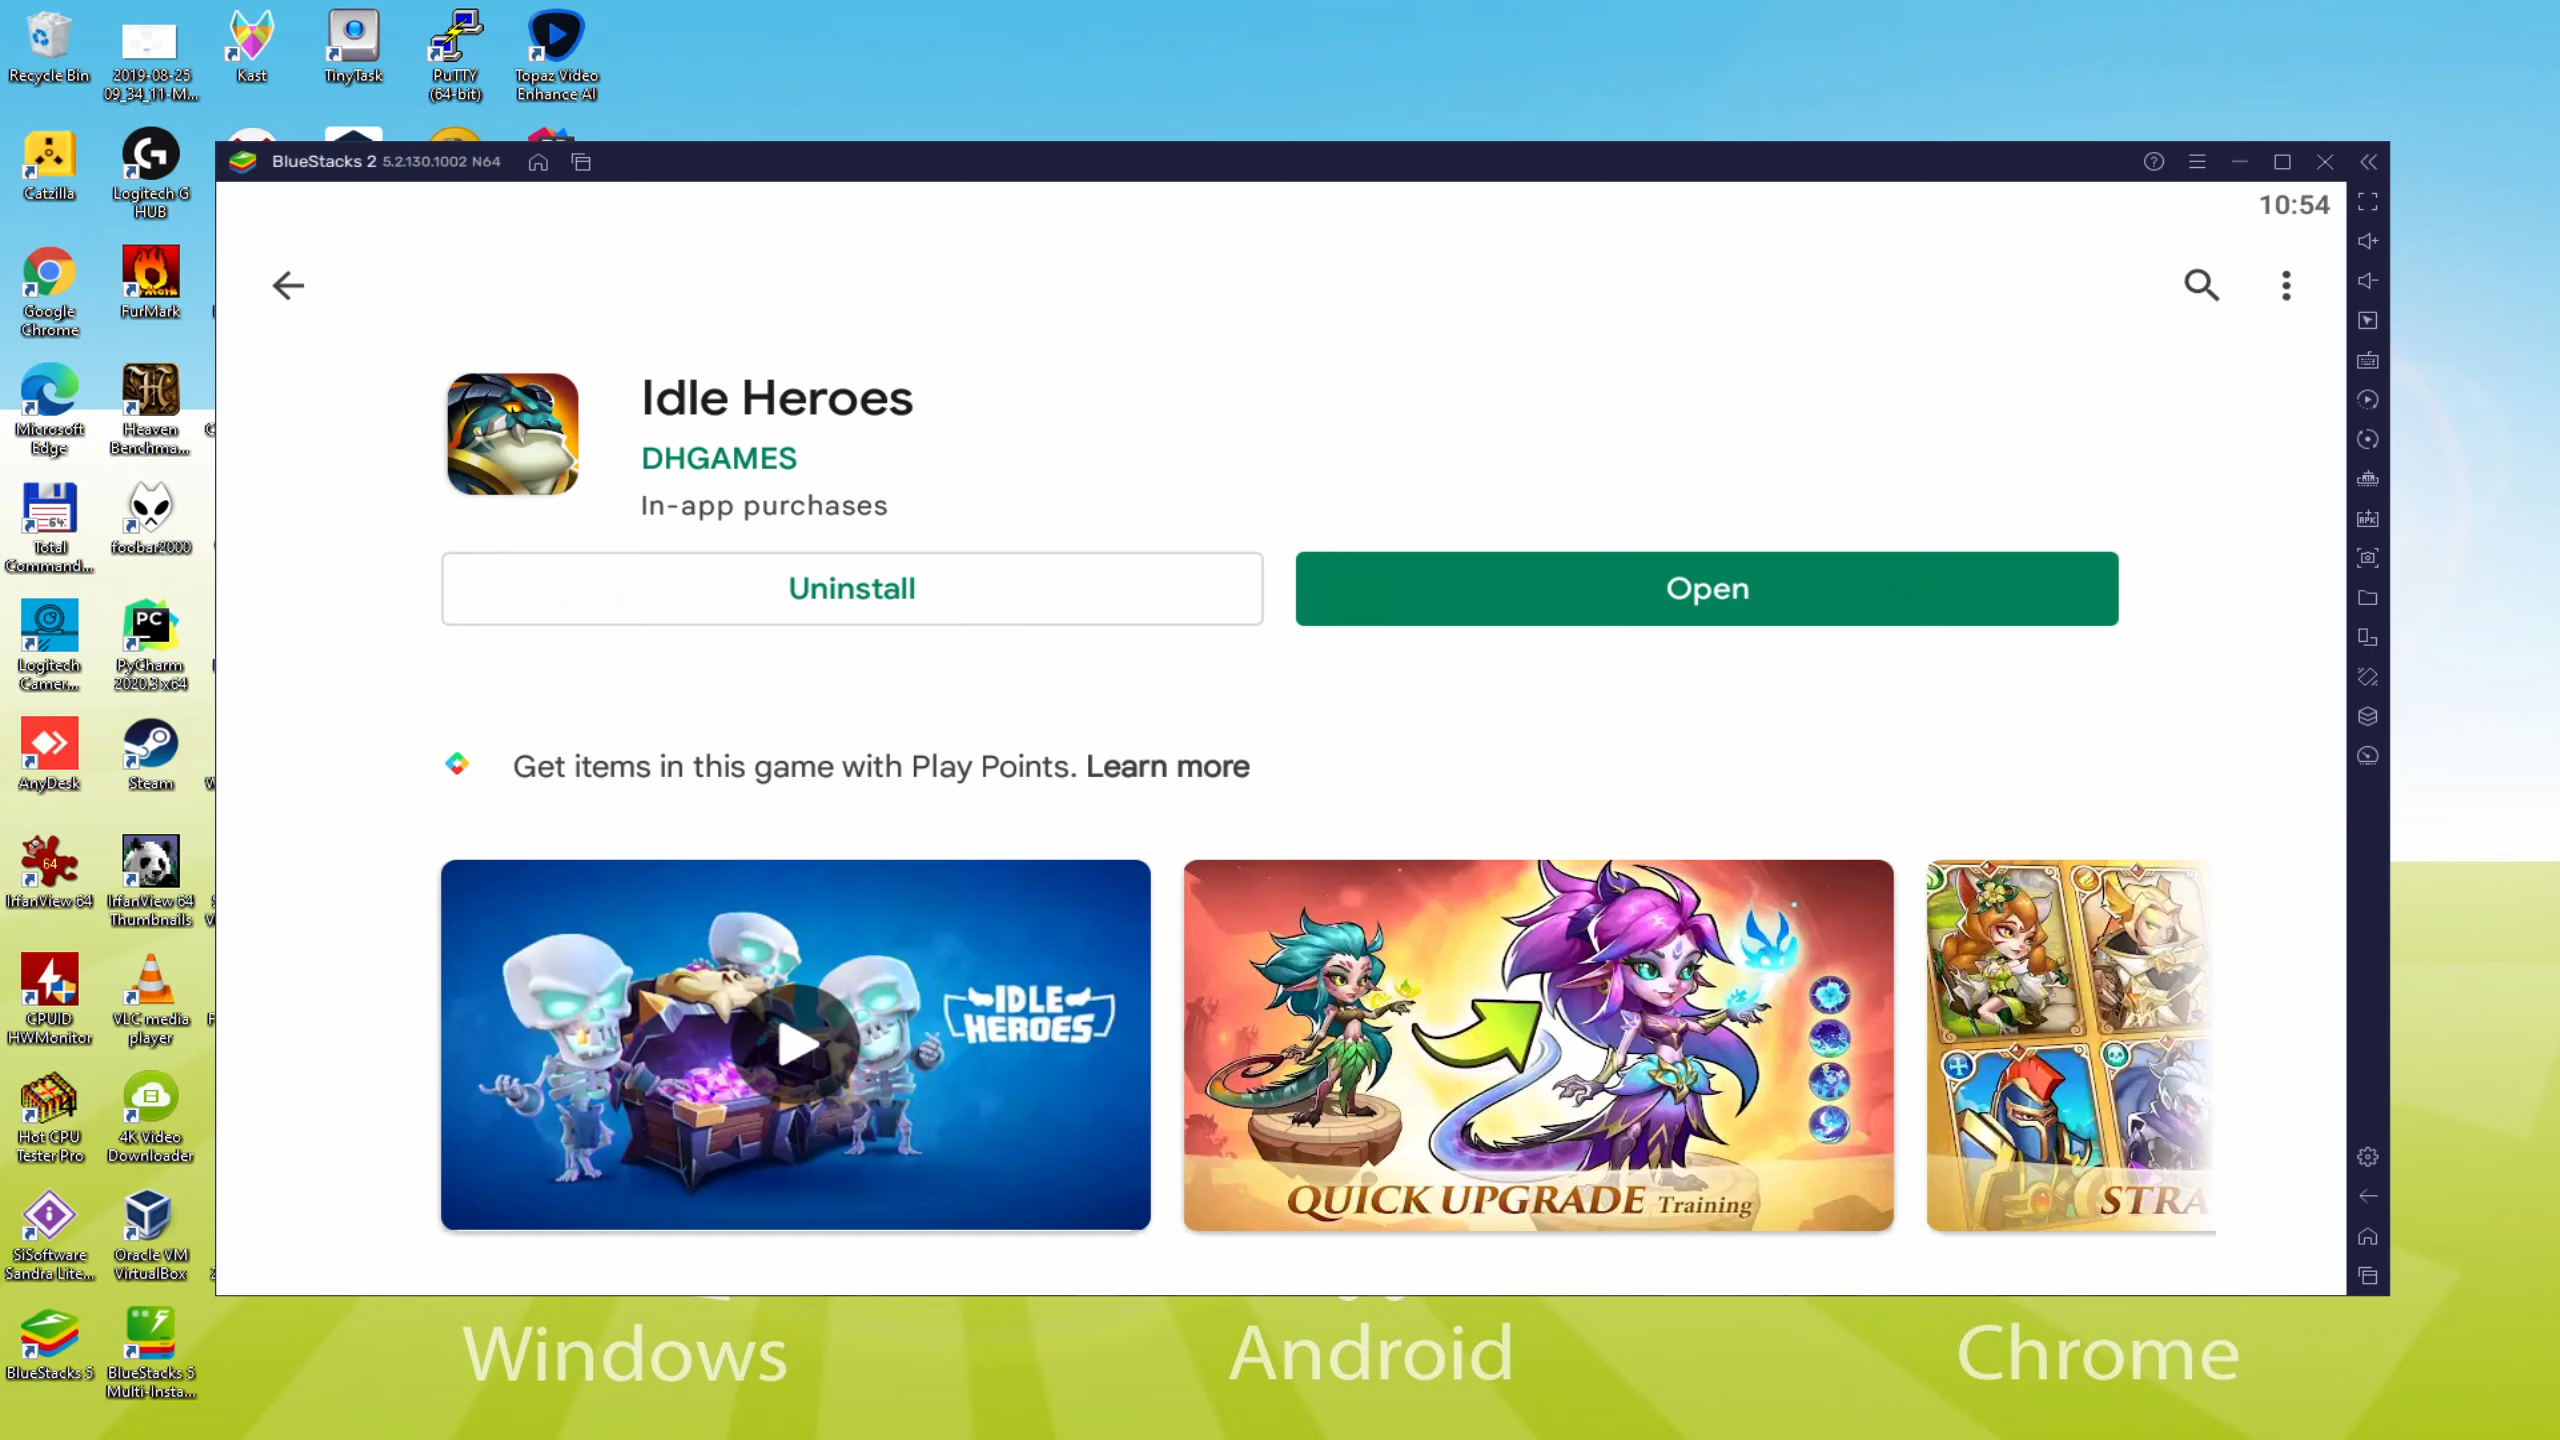 Recycle Bin
2019-08-25
09_34_11-M...
Kast
TinyTask
PuTTY
(64-bit)
Topaz Video
Enhance AI
Catzilla
Logitech G
HUB
Google
Chrome
FurMark
Microsoft
Edge
Heaven
Benchma...
Total
Command...
foobar2000
Logitech
Camer...
PyCharm
2020.3 x64
AnyDesk
Steam
IrfanView 64
IrfanView 64
Thumbnails
CPUID
HWMonitor
VLC media
player
Hot CPU
Tester Pro
4K Video
Downloader
SiSoftware
Sandra Lite...
Oracle VM
VirtualBox
BlueStacks 5
BlueStacks 5
Multi-Insta...
BlueStacks 2 5.2.130.1002 N64
10:54
Idle Heroes
DHGAMES
In-app purchases
Uninstall
Open
Get items in this game with Play Points. Learn more
IDLE
HEROES
QUICK UPGRADE Training
STRA
Windows
Android
Chrome